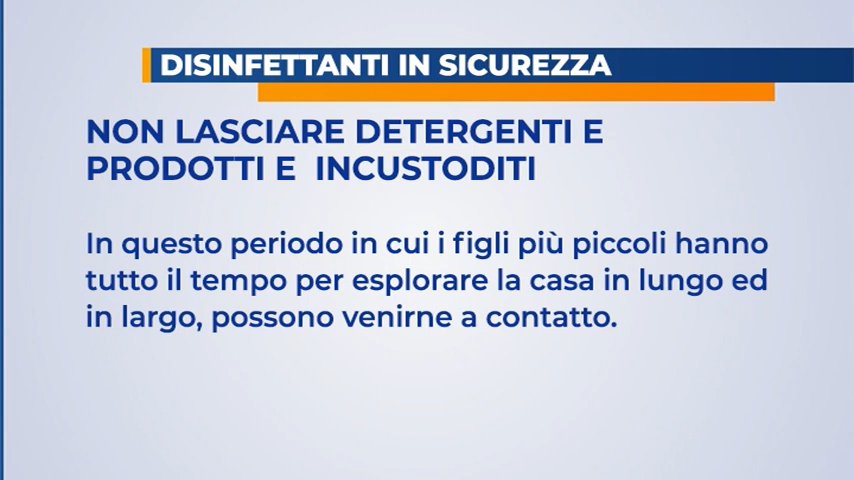 DISINFETTANTI IN SICUREZZA
NON LASCIARE DETERGENTI E
PRODOTTI E  INCUSTODITI
In questo periodo in cui i figli più piccoli hanno
tutto il tempo per esplorare la casa in lungo ed
in largo, possono venirne a contatto.